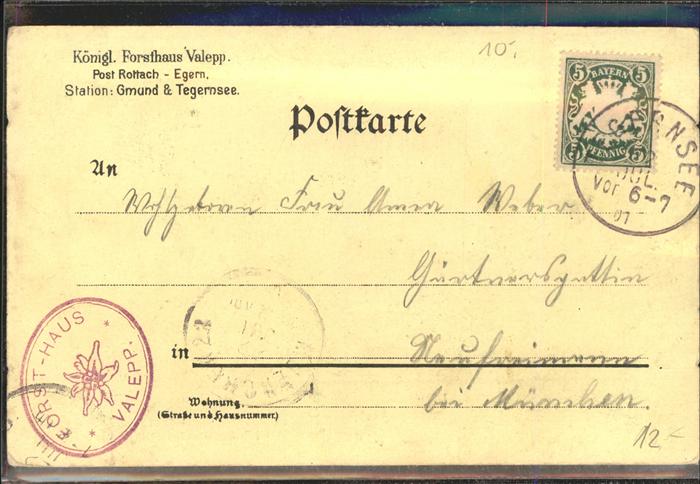 Königl. Forsthaus Valepp.
Post Rottach - Egern,
Station: Gmund & Tegernsee.
10.
5 5
BAYERN
PFENNIG
5 5
Postkarte
NSEE
JUL.
Vor 6-7
07
An
Wohlgeboren Frau Anna Weber
Gärtnersgattin
in Neufreimann
bei München.
Wohnung
(Straße und Hausnummer)
FORST-HAUS
VALEPP.
12-